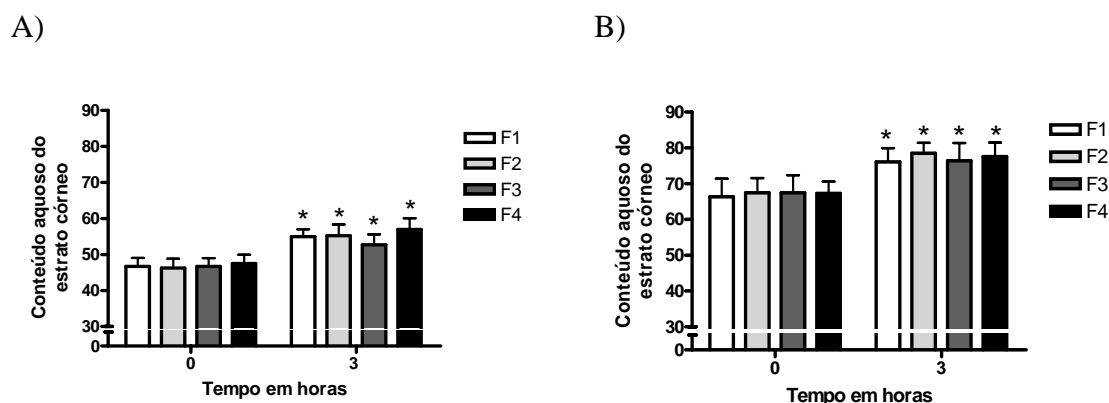 A)
90
80
70
60
50
40
30
0
Conteúdo aquoso do
estrato córneo
* * * *
0 3
Tempo em horas
F1
F2
F3
F4
B)
90
80
70
60
50
40
30
0
Conteúdo aquoso do
estrato córneo
* * * *
0 3
Tempo em horas
F1
F2
F3
F4